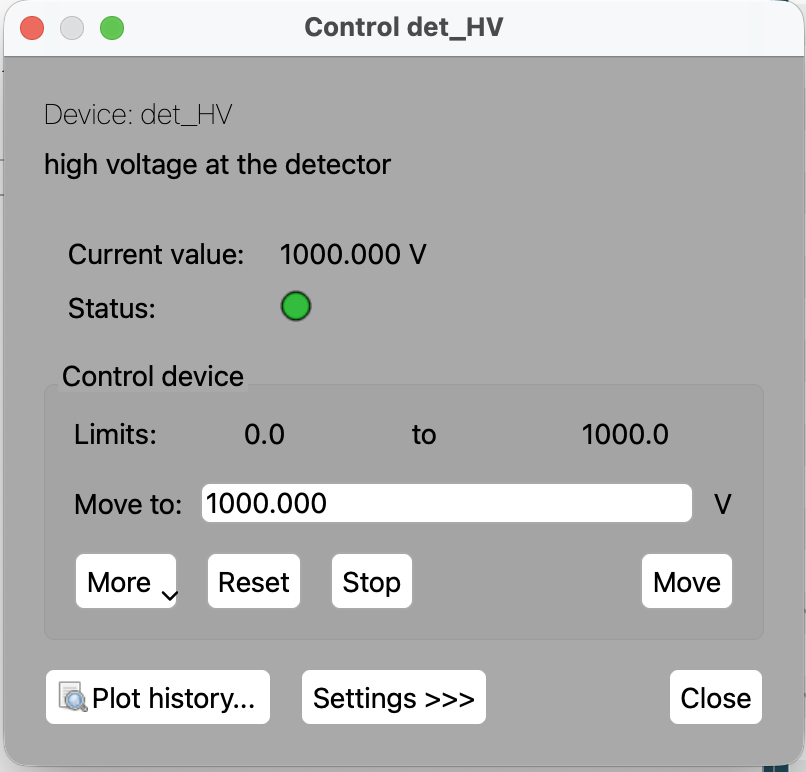 Control det_HV
Device: det_HV
high voltage at the detector
Current value: 1000.000 V
Status:
Control device
Limits: 0.0 to 1000.0
Move to: 1000.000 V
More Reset Stop Move
Plot history... Settings >>> Close